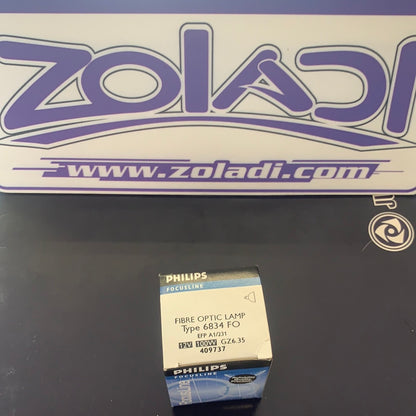 ZOLADI
www.zoladi.com
PHILIPS
FOCUSLINE
FIBRE OPTIC LAMP
Type 6834 FO
EFP A1/231
12V 100W GZ6.35
409737
PHILIPS
FOCUSLINE